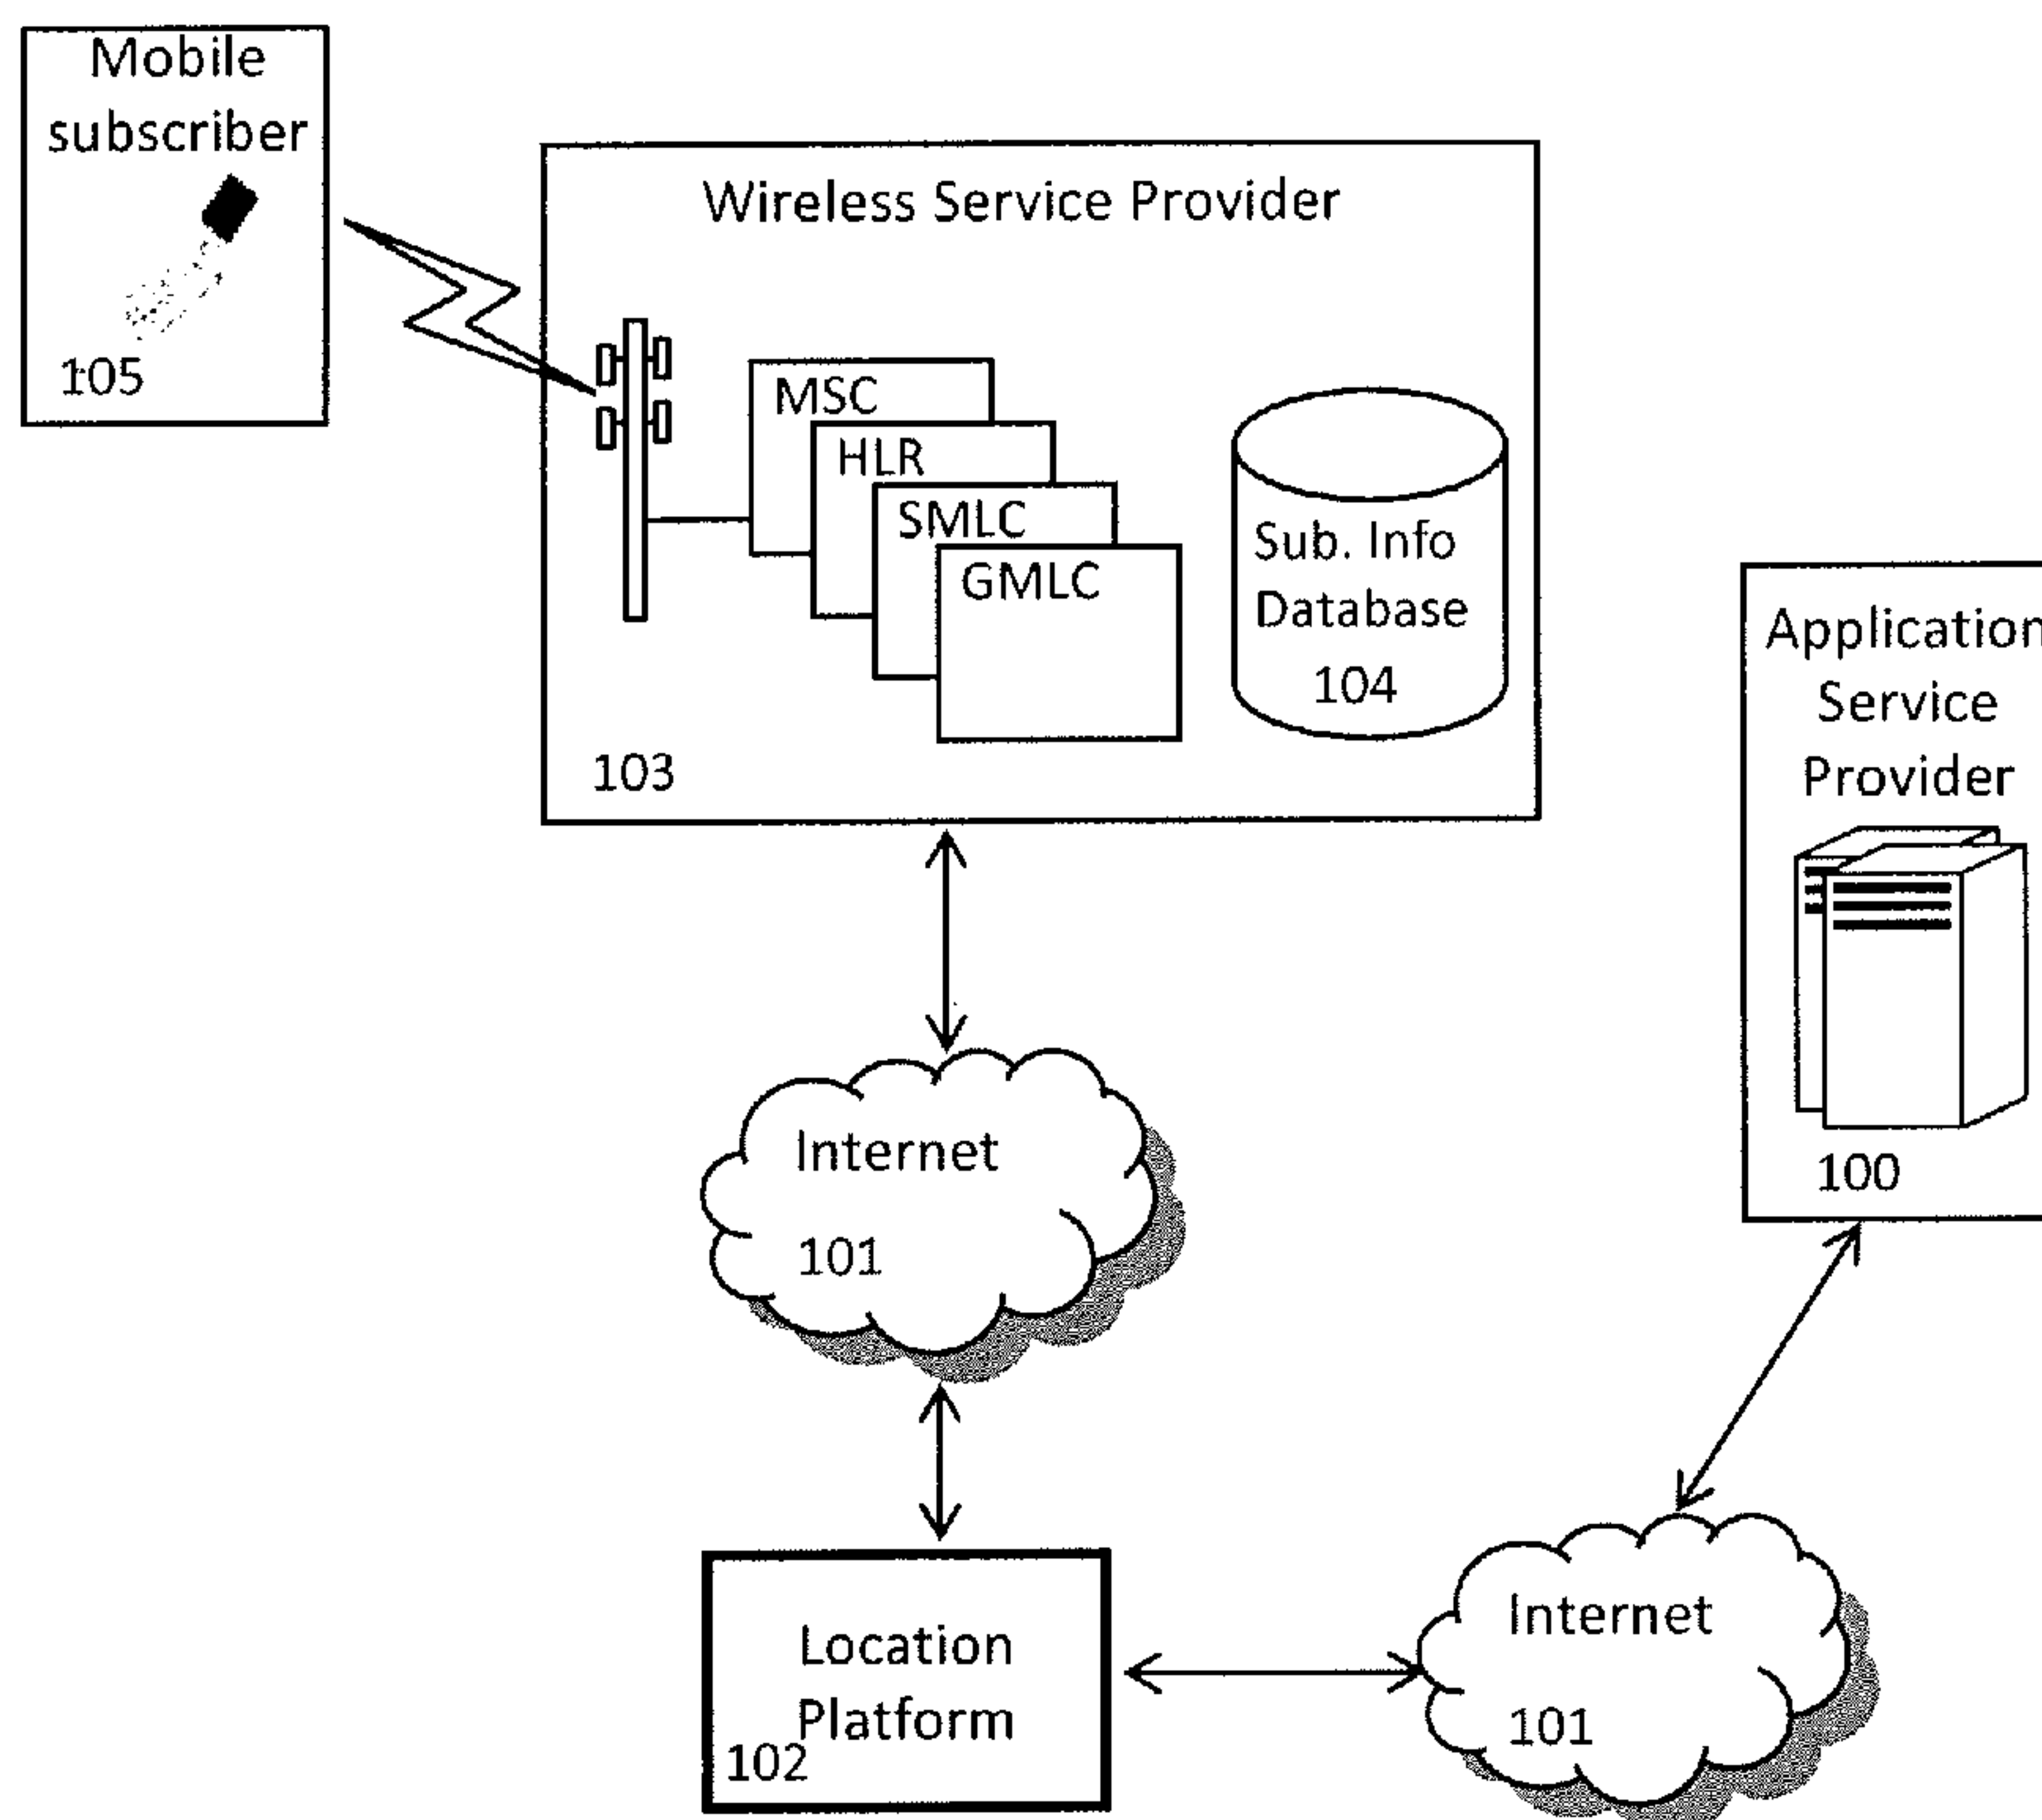 Mobile
subscriber
105
Wireless Service Provider
MSC
HLR
SMLC
GMLC
Sub. Info
Database
104
103
Application
Service
Provider
100
Internet
101
Location
Platform
102
Internet
101